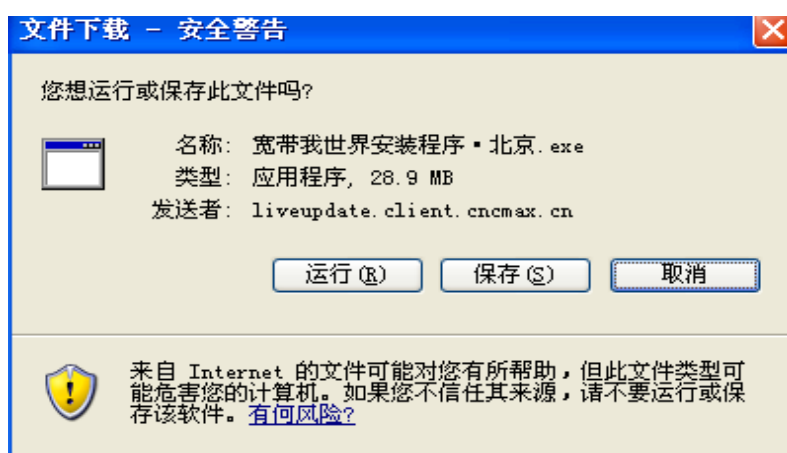 文件下载 - 安全警告
您想运行或保存此文件吗?
名称: 宽带我世界安装程序·北京.exe
类型: 应用程序, 28.9 MB
发送者: liveupdate.client.cncmax.cn
运行(R) 保存(S) 取消
来自 Internet 的文件可能对您有所帮助，但此文件类型可
能危害您的计算机。如果您不信任其来源，请不要运行或保
存该软件。有何风险?